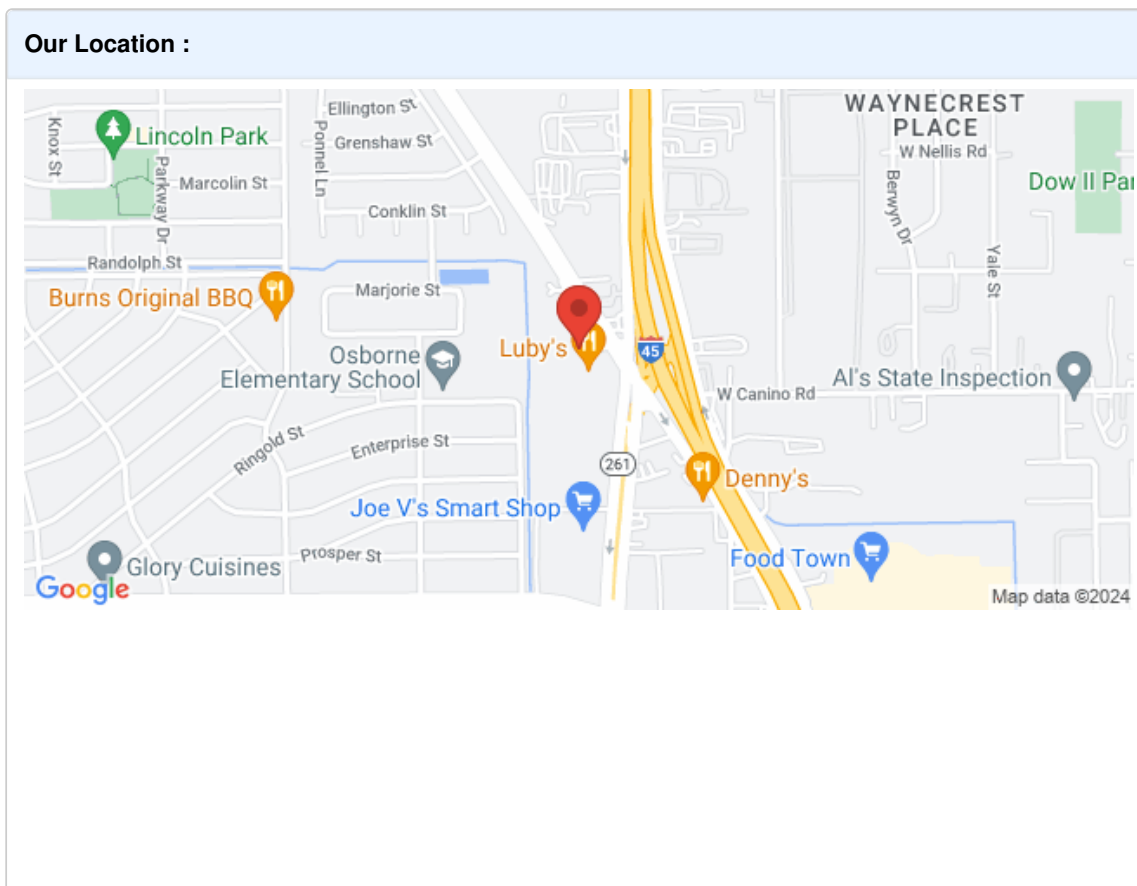 Our Location :
Ellington St
WAYNECREST
PLACE
Knox St
Lincoln Park
Ponnel Ln
Grenshaw St
W Nellis Rd
Parkway Dr
Marcolin St
Berwyn Dr
Dow II Par
Conklin St
Randolph St
Yale St
Burns Original BBQ
Marjorie St
Luby's
45
Osborne
Elementary School
Al's State Inspection
W Canino Rd
Ringold St
Enterprise St
261
Denny's
Joe V's Smart Shop
Prosper St
Food Town
Glory Cuisines
Google
Map data ©2024